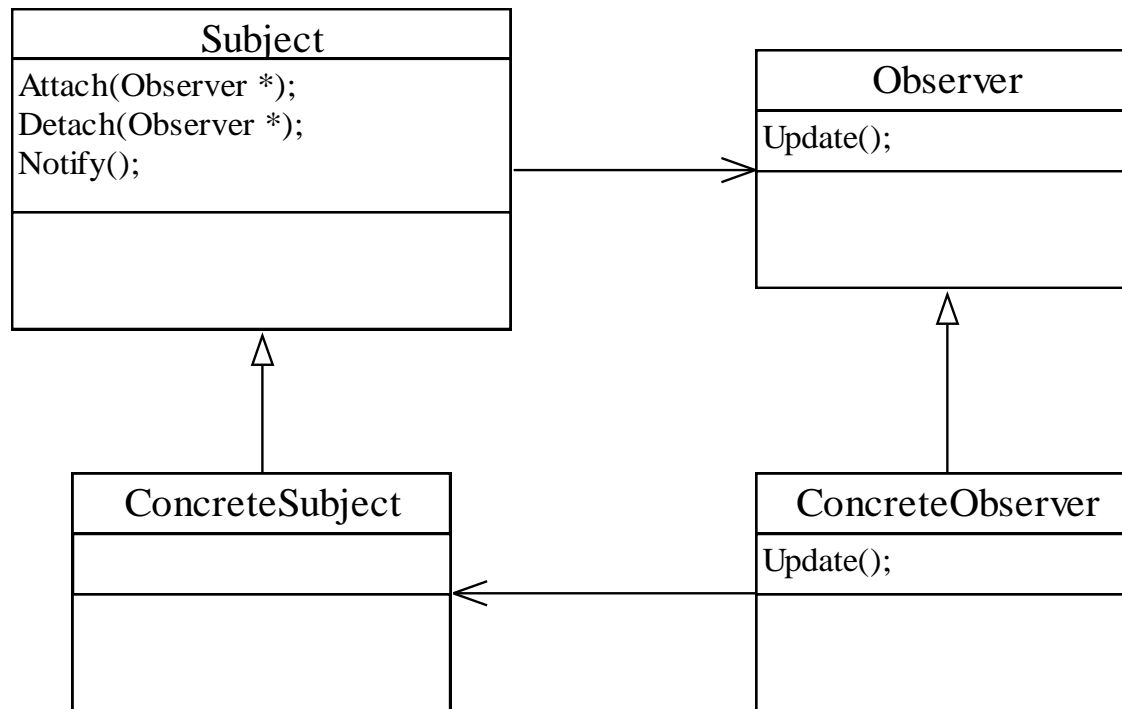 Subject
Attach(Observer *);
Detach(Observer *);
Notify();
Observer
Update();
ConcreteSubject
ConcreteObserver
Update();